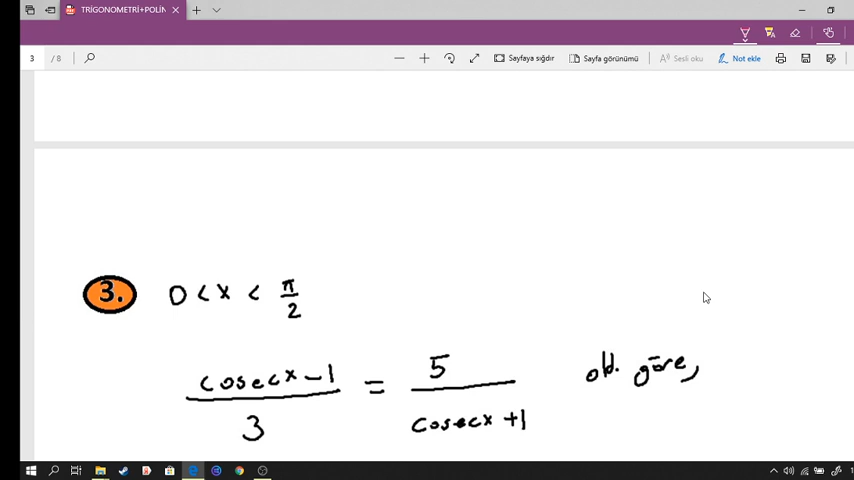 TRİGONOMETRİ+POLİN
3 /8 Sayfaya sığdır Sayfa görünümü Sesli oku Not ekle
3. 0 < x < π/2
cosecx - 1 / 3 = 5 / cosecx + 1 old. göre,